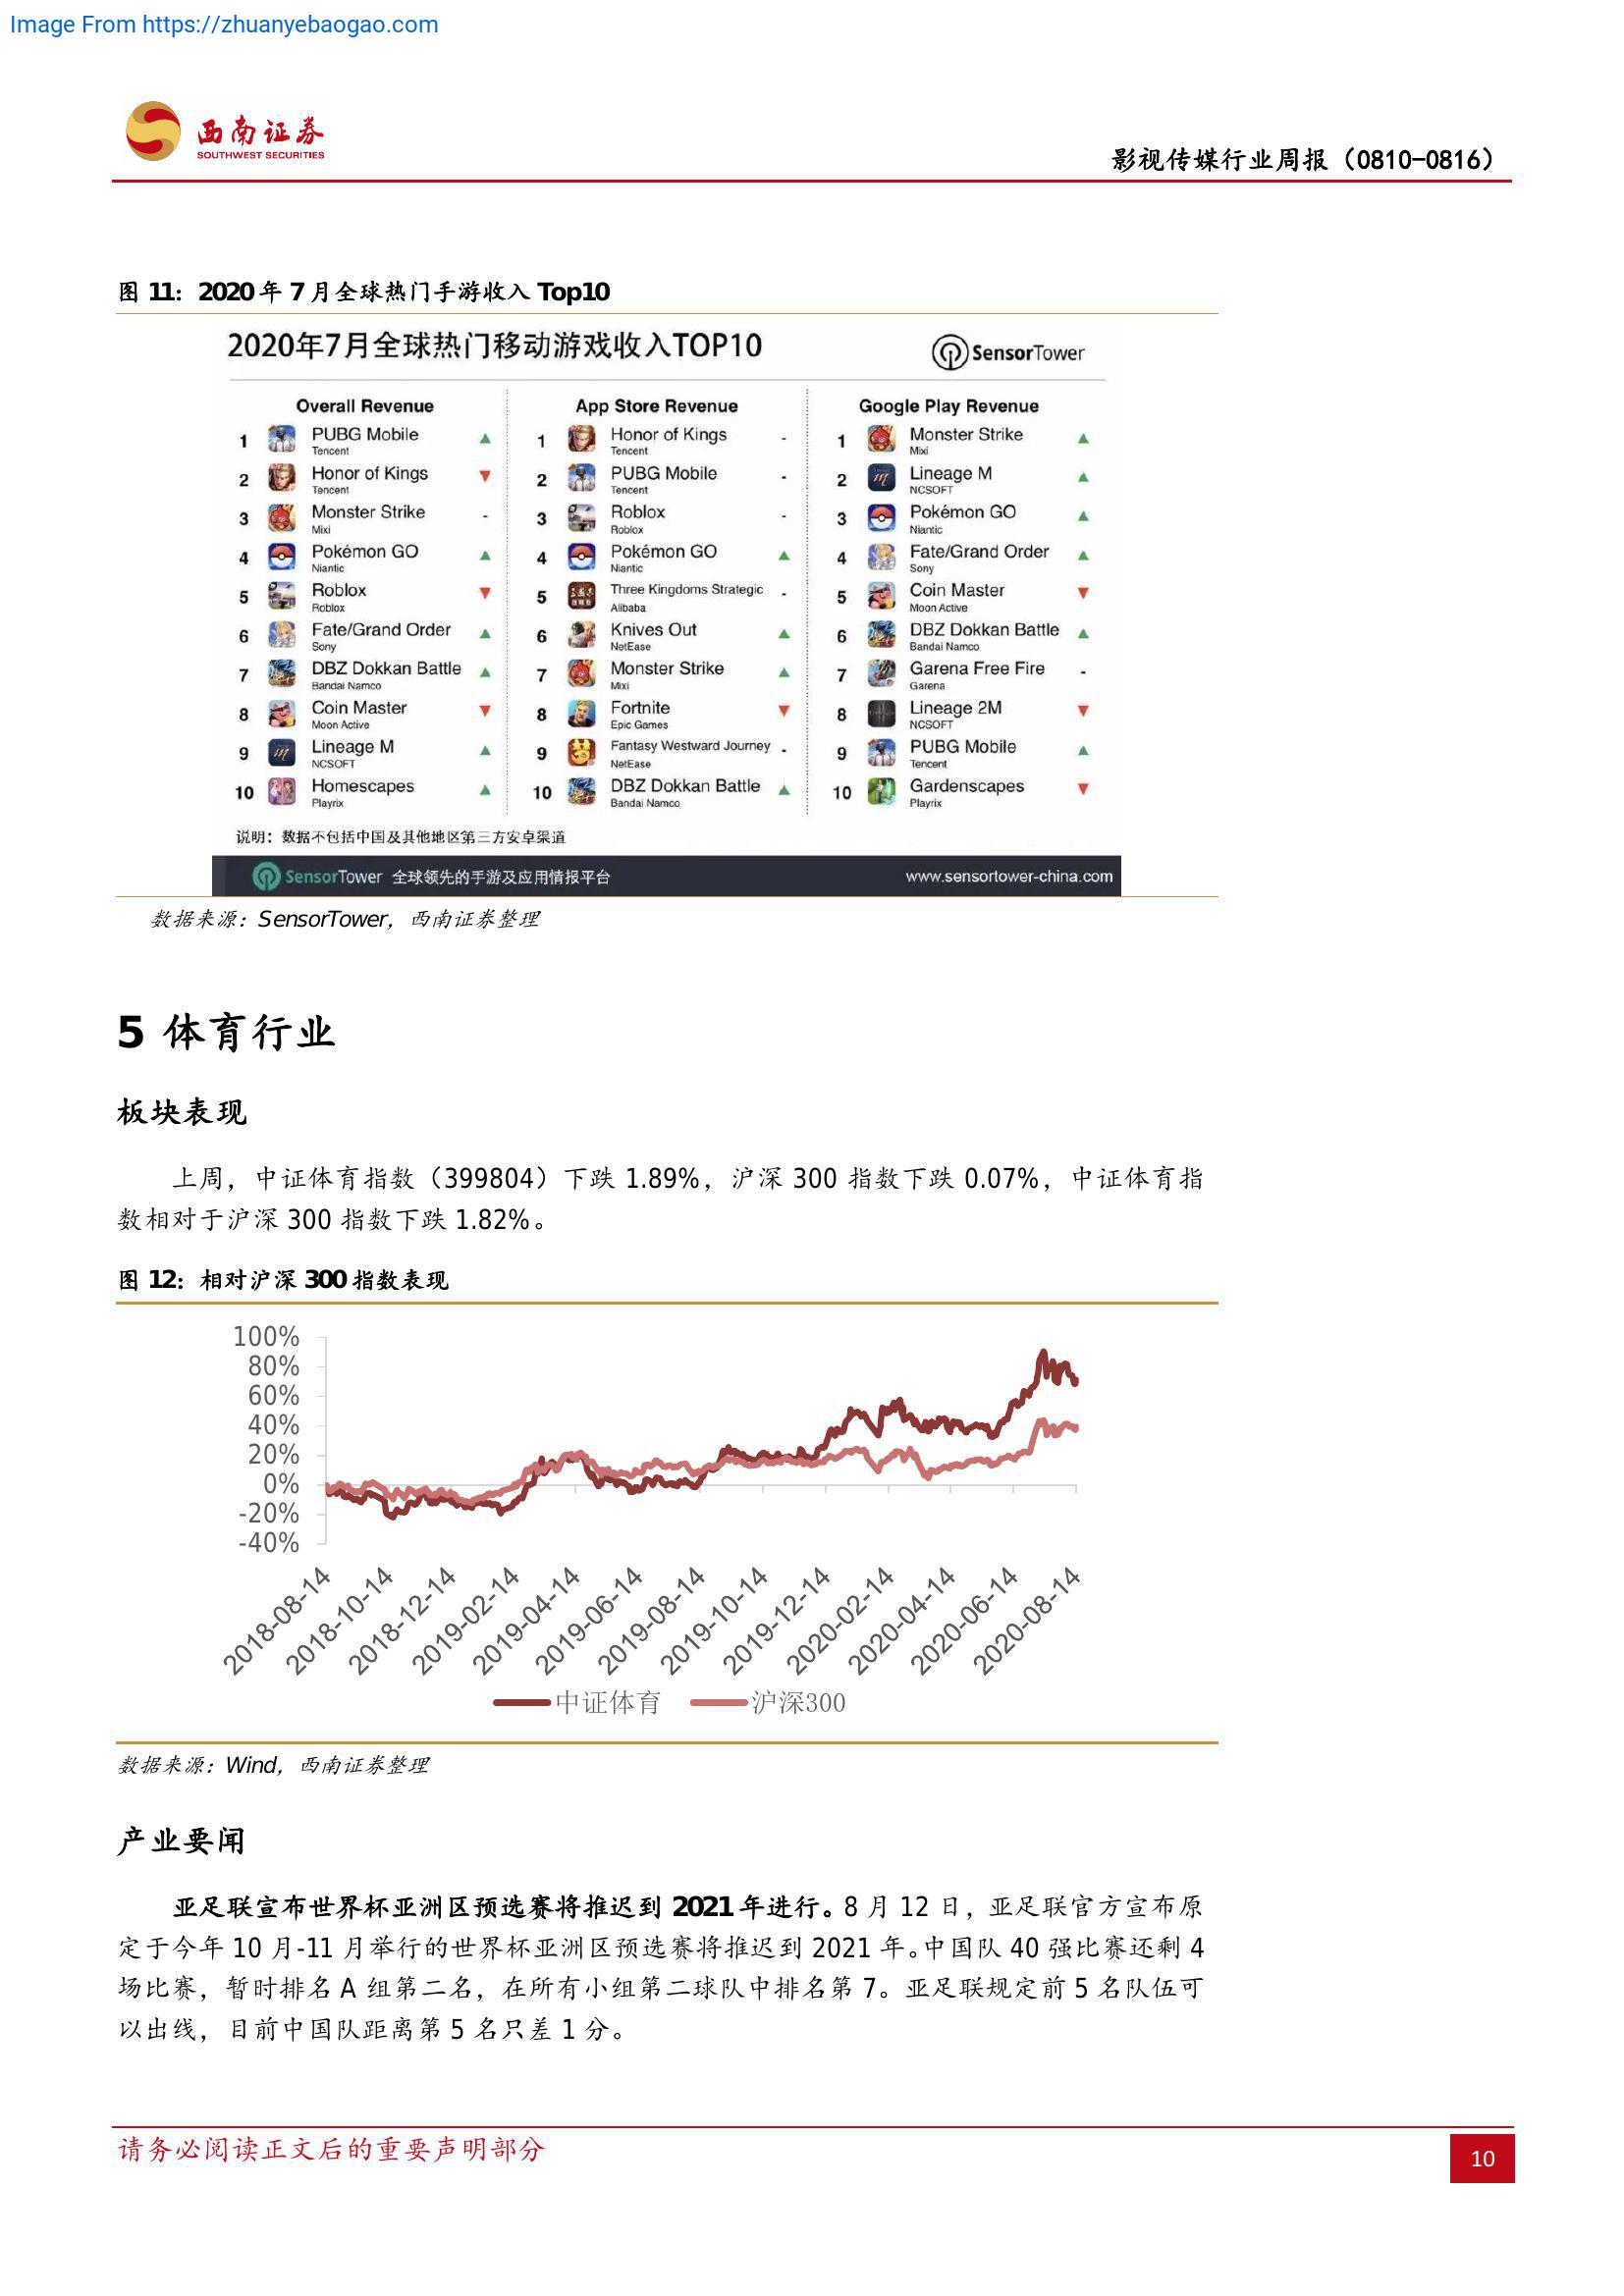 Image From https://zhuanyebaogao.com
西南证券
SOUTHWEST SECURITIES
影视传媒行业周报（0810-0816）
图 11：2020 年 7 月全球热门手游收入 Top10
2020年7月全球热门移动游戏收入TOP10
SensorTower
Overall Revenue
1 PUBG Mobile
Tencent
2 Honor of Kings
Tencent
3 Monster Strike -
Mixi
4 Pokémon GO
Niantic
5 Roblox
Roblox
6 Fate/Grand Order
Sony
7 DBZ Dokkan Battle
Bandai Namco
8 Coin Master
Moon Active
9 Lineage M
NCSOFT
10 Homescapes
Playrix
App Store Revenue
1 Honor of Kings -
Tencent
2 PUBG Mobile -
Tencent
3 Roblox -
Roblox
4 Pokémon GO
Niantic
5 Three Kingdoms Strategic -
Alibaba
6 Knives Out
NetEase
7 Monster Strike
Mixi
8 Fortnite
Epic Games
9 Fantasy Westward Journey -
NetEase
10 DBZ Dokkan Battle
Bandai Namco
Google Play Revenue
1 Monster Strike
Mixi
2 Lineage M
NCSOFT
3 Pokémon GO
Niantic
4 Fate/Grand Order
Sony
5 Coin Master
Moon Active
6 DBZ Dokkan Battle
Bandai Namco
7 Garena Free Fire -
Garena
8 Lineage 2M
NCSOFT
9 PUBG Mobile
Tencent
10 Gardenscapes
Playrix
说明：数据不包括中国及其他地区第三方安卓渠道
SensorTower 全球领先的手游及应用情报平台
www.sensortower-china.com
数据来源：SensorTower，西南证券整理
5 体育行业
板块表现
上周，中证体育指数（399804）下跌 1.89%，沪深 300 指数下跌 0.07%，中证体育指
数相对于沪深 300 指数下跌 1.82%。
图 12：相对沪深 300 指数表现
100%
80%
60%
40%
20%
0%
-20%
-40%
2018-08-14
2018-10-14
2018-12-14
2019-02-14
2019-04-14
2019-06-14
2019-08-14
2019-10-14
2019-12-14
2020-02-14
2020-04-14
2020-06-14
2020-08-14
中证体育 沪深300
数据来源：Wind，西南证券整理
产业要闻
亚足联宣布世界杯亚洲区预选赛将推迟到 2021 年进行。8 月 12 日，亚足联官方宣布原
定于今年 10 月-11 月举行的世界杯亚洲区预选赛将推迟到 2021 年。中国队 40 强比赛还剩 4
场比赛，暂时排名 A 组第二名，在所有小组第二球队中排名第 7。亚足联规定前 5 名队伍可
以出线，目前中国队距离第 5 名只差 1 分。
请务必阅读正文后的重要声明部分
10